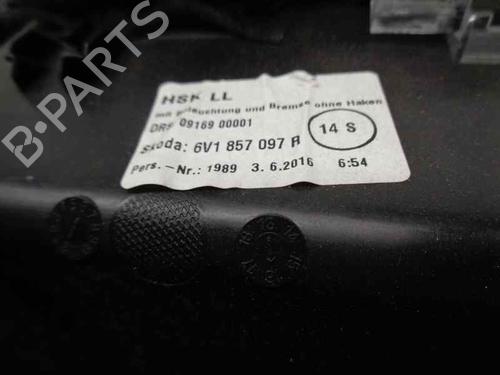 B-PARTS
HSK LL
mit Beleuchtung und Bremse ohne Haken
DRS 09169 00001
14 S
Skoda: 6V1 857 097 R
Pers.-Nr.: 1989 3.6.2016 6:54